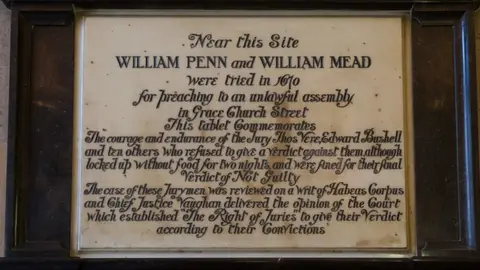 Near this Site
WILLIAM PENN and WILLIAM MEAD
were tried in 1670
for preaching to an unlawful assembly
in Grace Church Street
This tablet Commemorates
The courage and endurance of the Jury Thos Vere, Edward Bushell
and ten others who refused to give a verdict against them, although
locked up without food for two nights, and were fined for their final
Verdict of Not Guilty
The case of these Jurymen was reviewed on a writ of Habeas Corpus
and Chief Justice Vaughan delivered the opinion of the Court
which established "The Right of Juries" to give their Verdict
according to their Convictions